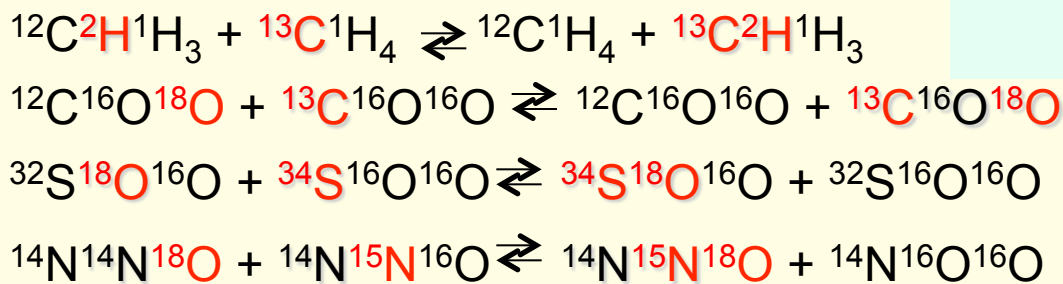 ¹²C²H¹H₃ + ¹³C¹H₄ ⇌ ¹²C¹H₄ + ¹³C²H¹H₃
¹²C¹⁶O¹⁸O + ¹³C¹⁶O¹⁶O ⇌ ¹²C¹⁶O¹⁶O + ¹³C¹⁶O¹⁸O
³²S¹⁸O¹⁶O + ³⁴S¹⁶O¹⁶O ⇌ ³⁴S¹⁸O¹⁶O + ³²S¹⁶O¹⁶O
¹⁴N¹⁴N¹⁸O + ¹⁴N¹⁵N¹⁶O ⇌ ¹⁴N¹⁵N¹⁸O + ¹⁴N¹⁶O¹⁶O